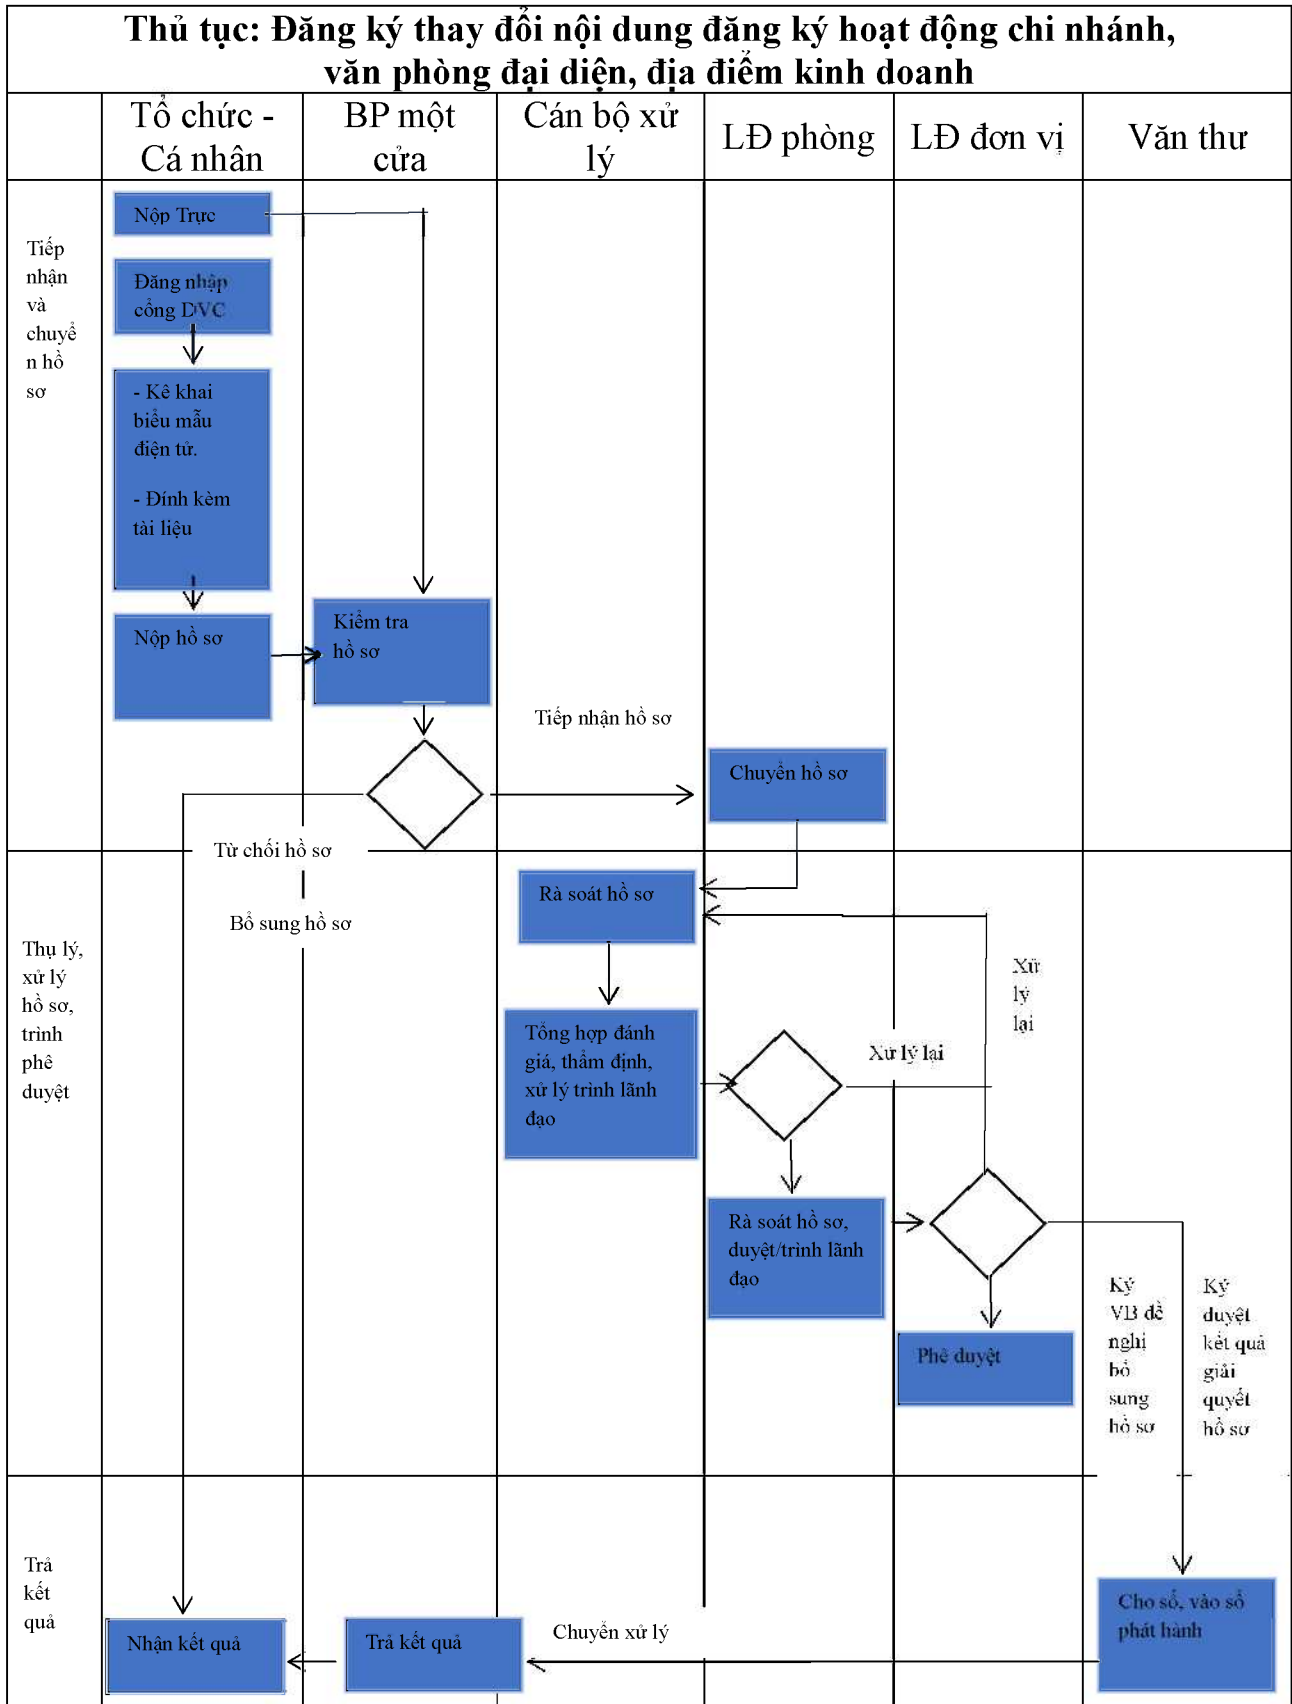 Thủ tục: Đăng ký thay đổi nội dung đăng ký hoạt động chi nhánh,
văn phòng đại diện, địa điểm kinh doanh
Tổ chức -
Cá nhân
BP một
cửa
Cán bộ xử
lý
LĐ phòng
LĐ đơn vị
Văn thư
Tiếp
nhận
và
chuyể
n hồ
sơ
Nộp Trực
Đăng nhập
cổng DVC
- Kê khai
biểu mẫu
điện tử.
- Đính kèm
tài liệu
Nộp hồ sơ
Kiểm tra
hồ sơ
Tiếp nhận hồ sơ
Chuyển hồ sơ
Từ chối hồ sơ
Bổ sung hồ sơ
Thụ lý,
xử lý
hồ sơ,
trình
phê
duyệt
Rà soát hồ sơ
Tổng hợp đánh
giá, thẩm định,
xử lý trình lãnh
đạo
Xử lý lại
Xử
lý
lại
Rà soát hồ sơ,
duyệt/trình lãnh
đạo
Phê duyệt
Ký
VB đề
nghị
bổ
sung
hồ sơ
Ký
duyệt
kết quả
giải
quyết
hồ sơ
Trả
kết
quả
Nhận kết quả
Trả kết quả
Chuyển xử lý
Cho số, vào sổ
phát hành